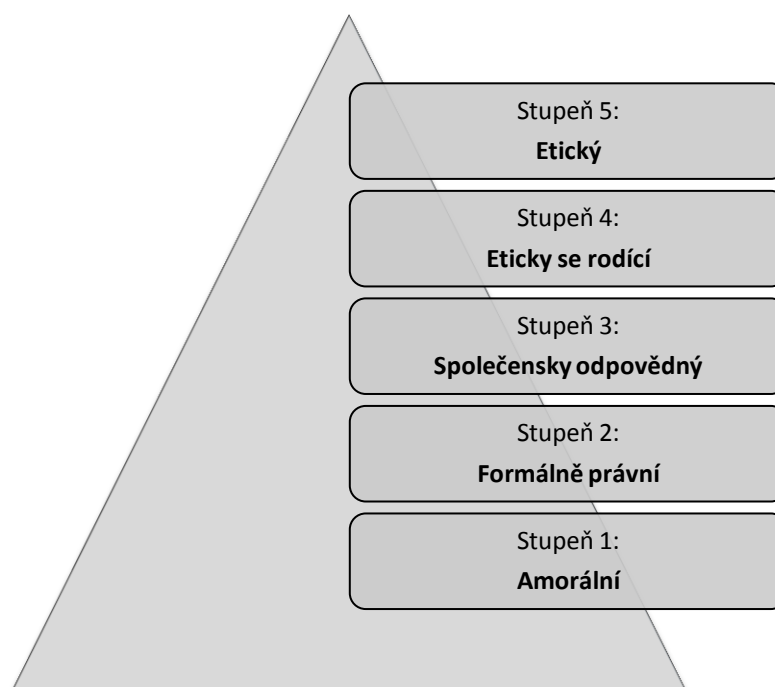 Stupeň 5:
Etický
Stupeň 4:
Eticky se rodící
Stupeň 3:
Společensky odpovědný
Stupeň 2:
Formálně právní
Stupeň 1:
Amorální